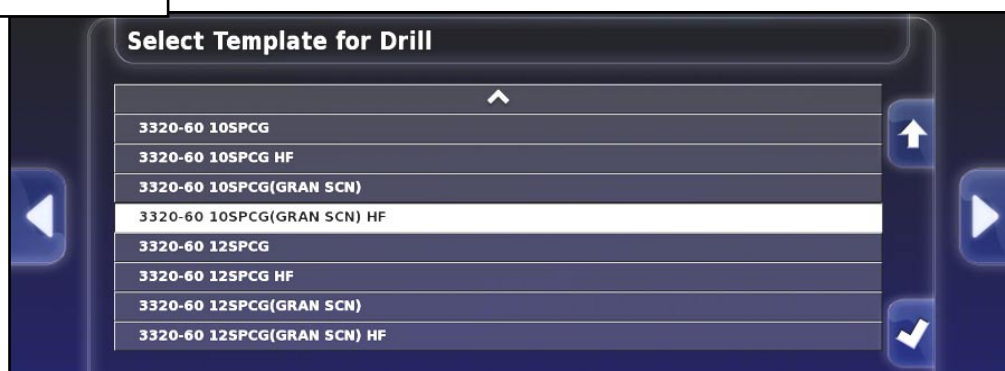 Select Template for Drill
3320-60 10SPCG
3320-60 10SPCG HF
3320-60 10SPCG(GRAN SCN)
3320-60 10SPCG(GRAN SCN) HF
3320-60 12SPCG
3320-60 12SPCG HF
3320-60 12SPCG(GRAN SCN)
3320-60 12SPCG(GRAN SCN) HF